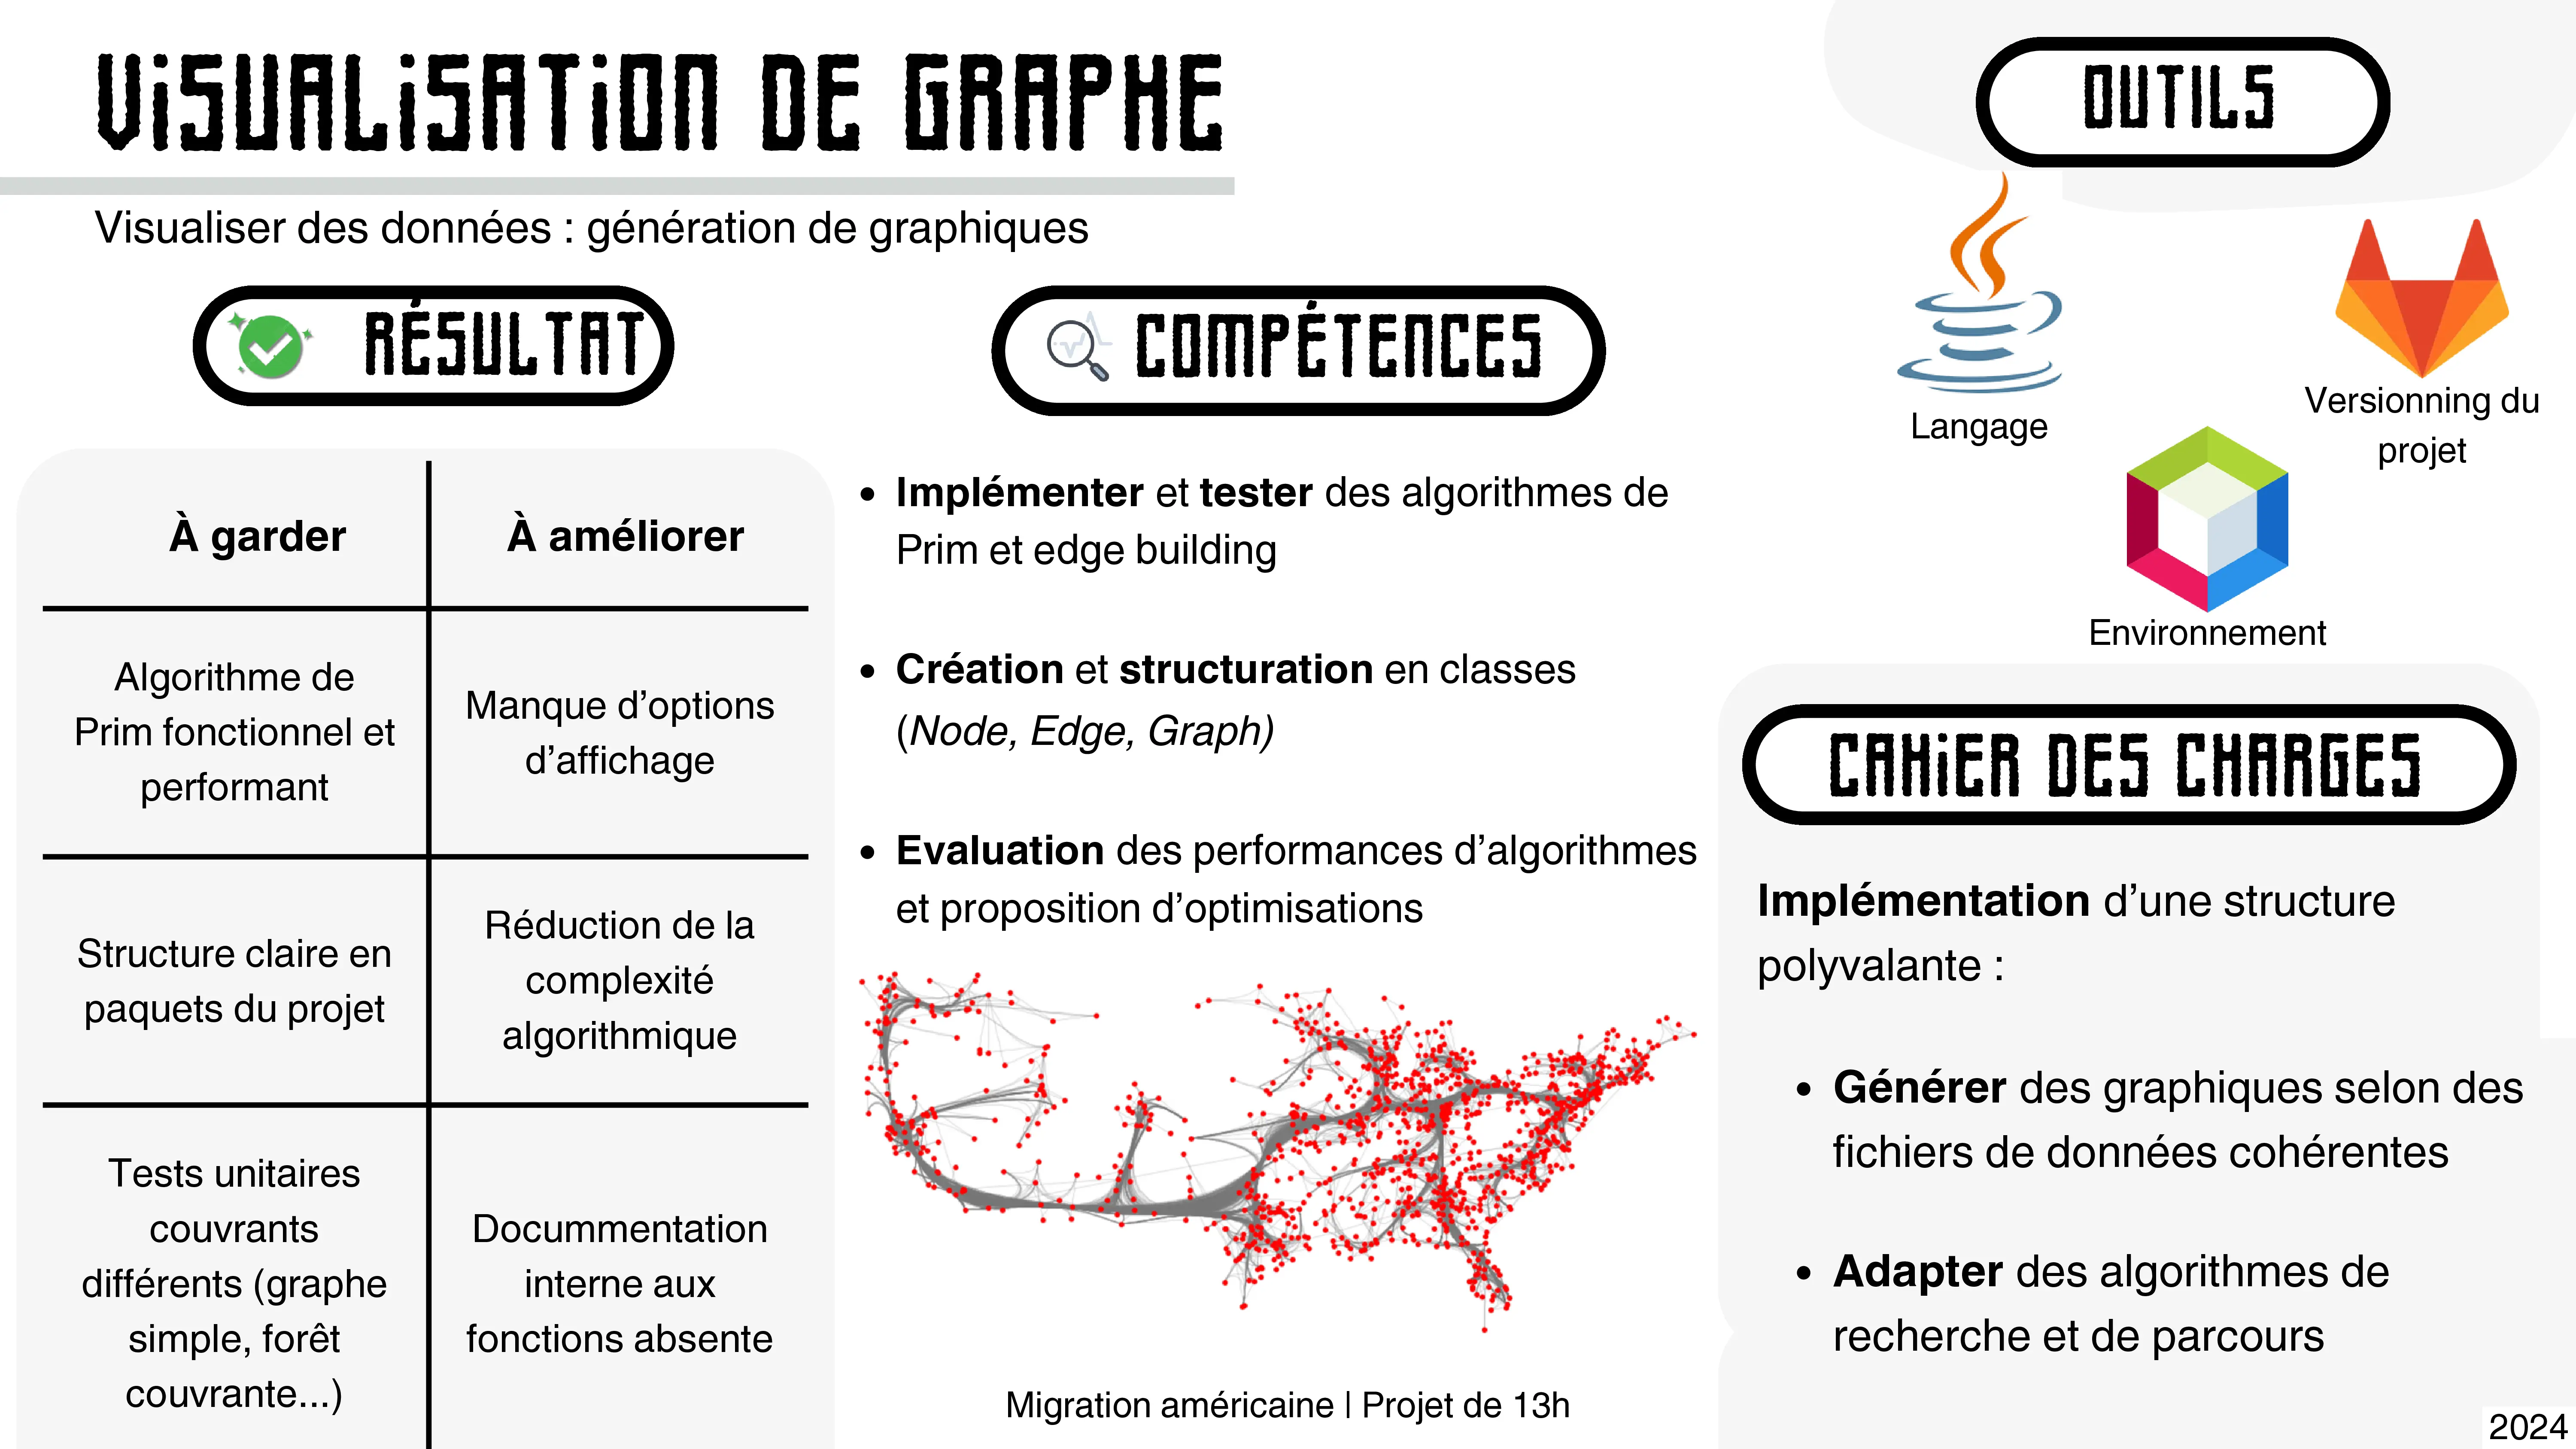 ViSUALiSATiON DE GRAPHE
Visualiser des données : génération de graphiques
RÉSULTAT
À garder
À améliorer
Algorithme de
Prim fonctionnel et
performant
Manque d’options
d’affichage
Structure claire en
paquets du projet
Réduction de la
complexité
algorithmique
Tests unitaires
couvrants
différents (graphe
simple, forêt
couvrante...)
Docummentation
interne aux
fonctions absente
COMPÉTENCES
• Implémenter et tester des algorithmes de
Prim et edge building
• Création et structuration en classes
(Node, Edge, Graph)
• Evaluation des performances d’algorithmes
et proposition d’optimisations
Migration américaine | Projet de 13h
OUTILS
Langage
Versionning du
projet
Environnement
CAHiER DES CHARGES
Implémentation d’une structure
polyvalante :
• Générer des graphiques selon des
fichiers de données cohérentes
• Adapter des algorithmes de
recherche et de parcours
2024